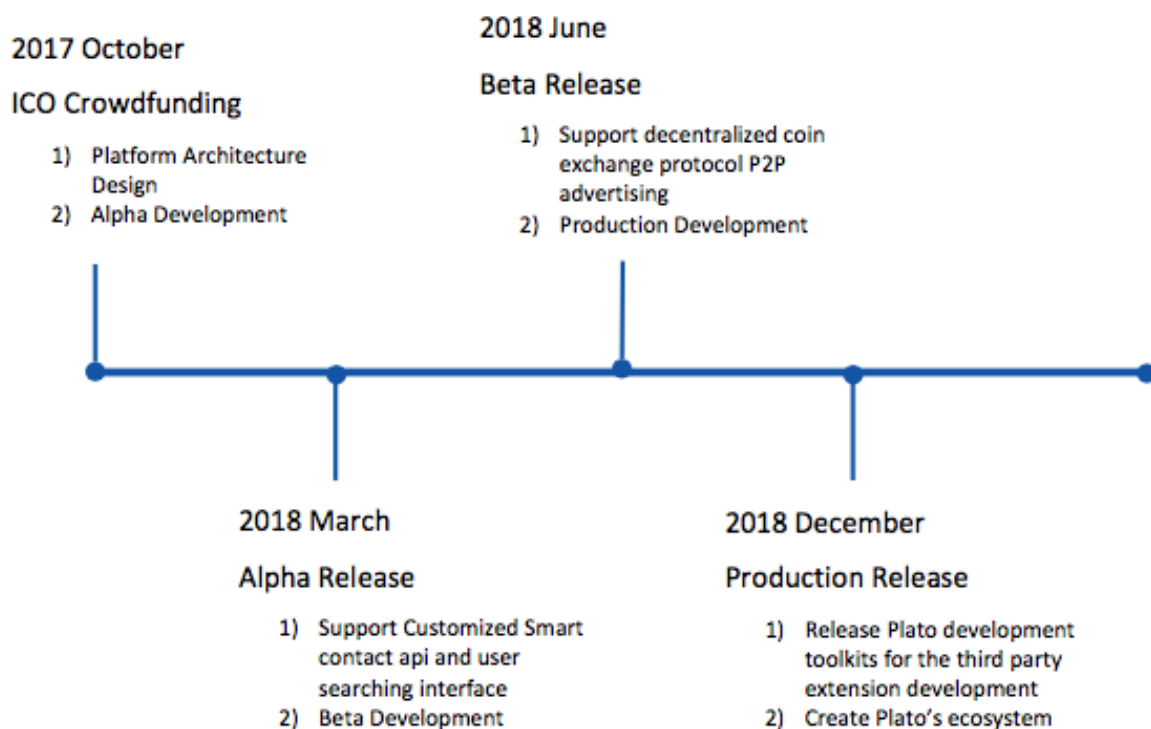 2017 October
ICO Crowdfunding
1) Platform Architecture
Design
2) Alpha Development
2018 June
Beta Release
1) Support decentralized coin
exchange protocol P2P
advertising
2) Production Development
2018 March
Alpha Release
1) Support Customized Smart
contact api and user
searching interface
2) Beta Development
2018 December
Production Release
1) Release Plato development
toolkits for the third party
extension development
2) Create Plato’s ecosystem